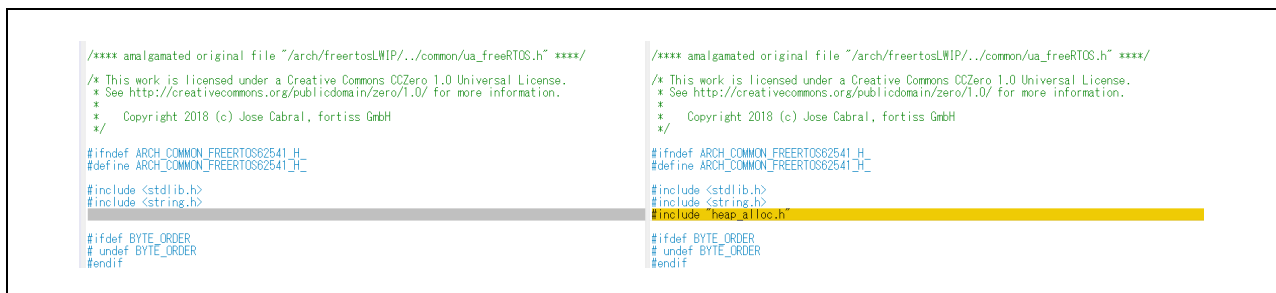 /**** amalgamated original file "/arch/freertosLWIP/../common/ua_freeRTOS.h" ****/
/* This work is licensed under a Creative Commons CCZero 1.0 Universal License.
 * See http://creativecommons.org/publicdomain/zero/1.0/ for more information.
 *
 *    Copyright 2018 (c) Jose Cabral, fortiss GmbH
 */
#ifndef ARCH_COMMON_FREERTOS62541_H_
#define ARCH_COMMON_FREERTOS62541_H_
#include <stdlib.h>
#include <string.h>
#ifdef BYTE_ORDER
# undef BYTE_ORDER
#endif
/**** amalgamated original file "/arch/freertosLWIP/../common/ua_freeRTOS.h" ****/
/* This work is licensed under a Creative Commons CCZero 1.0 Universal License.
 * See http://creativecommons.org/publicdomain/zero/1.0/ for more information.
 *
 *    Copyright 2018 (c) Jose Cabral, fortiss GmbH
 */
#ifndef ARCH_COMMON_FREERTOS62541_H_
#define ARCH_COMMON_FREERTOS62541_H_
#include <stdlib.h>
#include <string.h>
#include "heap_alloc.h"
#ifdef BYTE_ORDER
# undef BYTE_ORDER
#endif